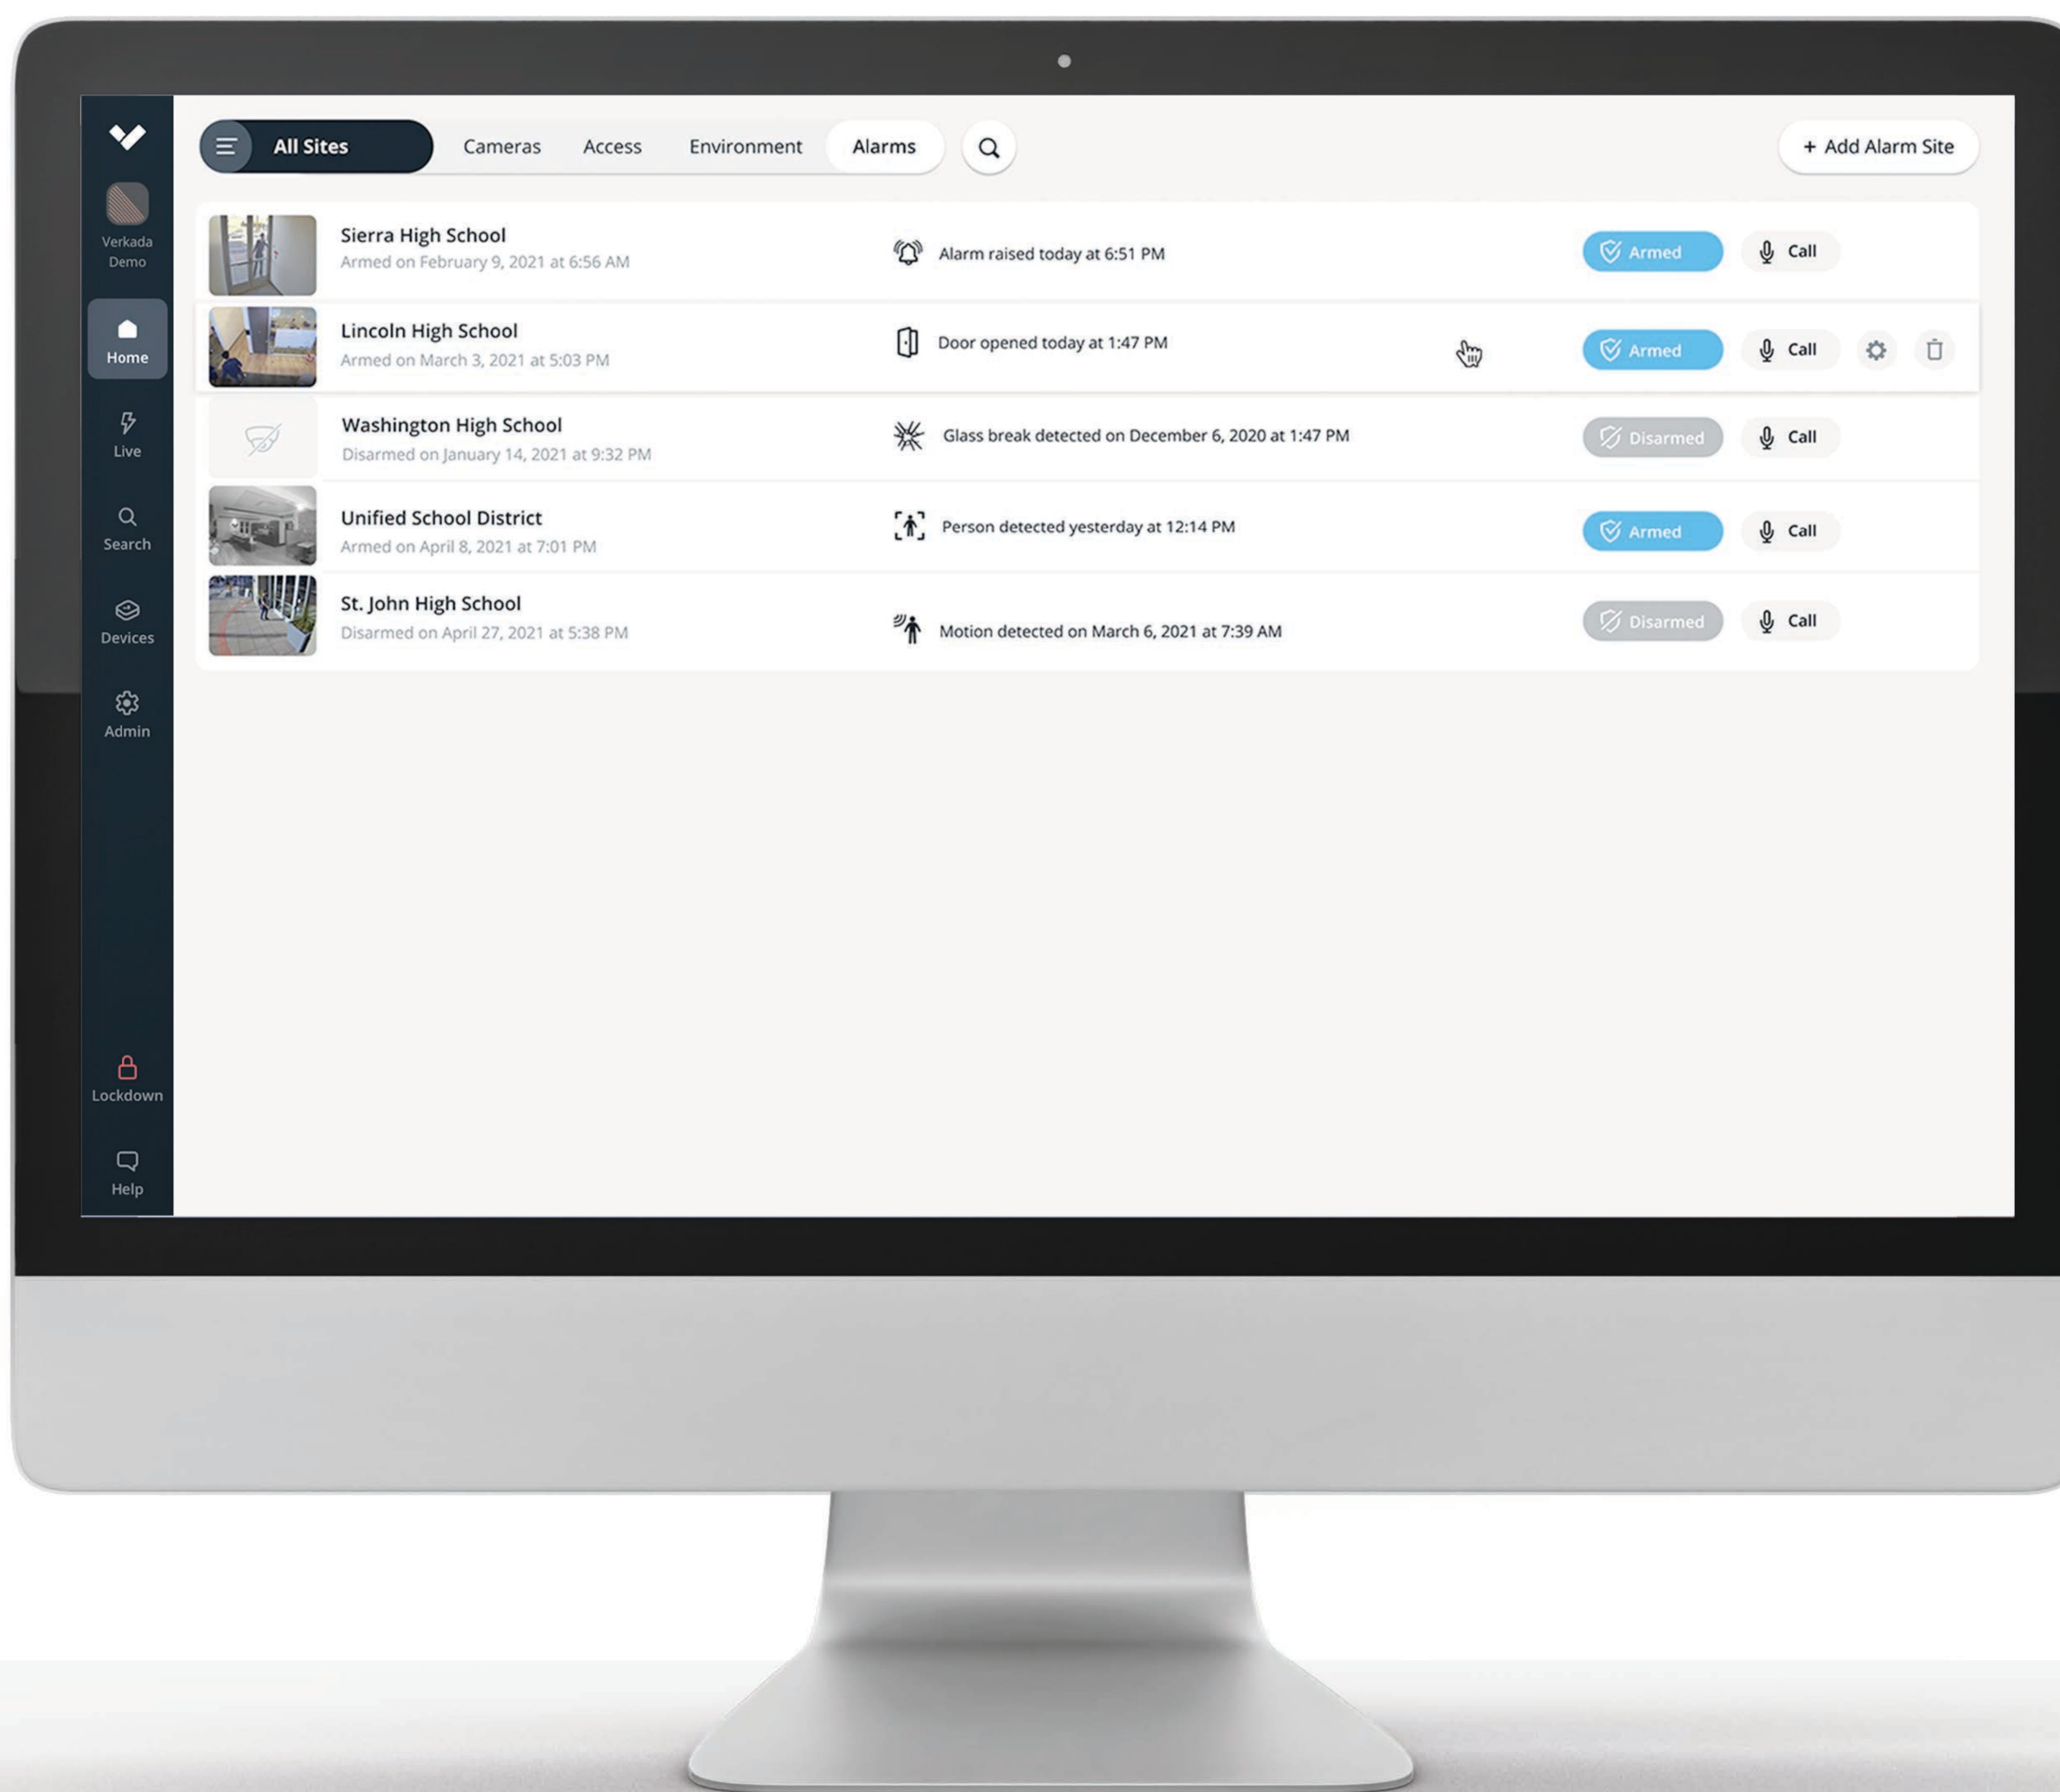 All Sites Cameras Access Environment Alarms + Add Alarm Site
Verkada
Demo
Home
Live
Search
Devices
Admin
Lockdown
Help
Sierra High School
Armed on February 9, 2021 at 6:56 AM
Alarm raised today at 6:51 PM
Armed Call
Lincoln High School
Armed on March 3, 2021 at 5:03 PM
Door opened today at 1:47 PM
Armed Call
Washington High School
Disarmed on January 14, 2021 at 9:32 PM
Glass break detected on December 6, 2020 at 1:47 PM
Disarmed Call
Unified School District
Armed on April 8, 2021 at 7:01 PM
Person detected yesterday at 12:14 PM
Armed Call
St. John High School
Disarmed on April 27, 2021 at 5:38 PM
Motion detected on March 6, 2021 at 7:39 AM
Disarmed Call